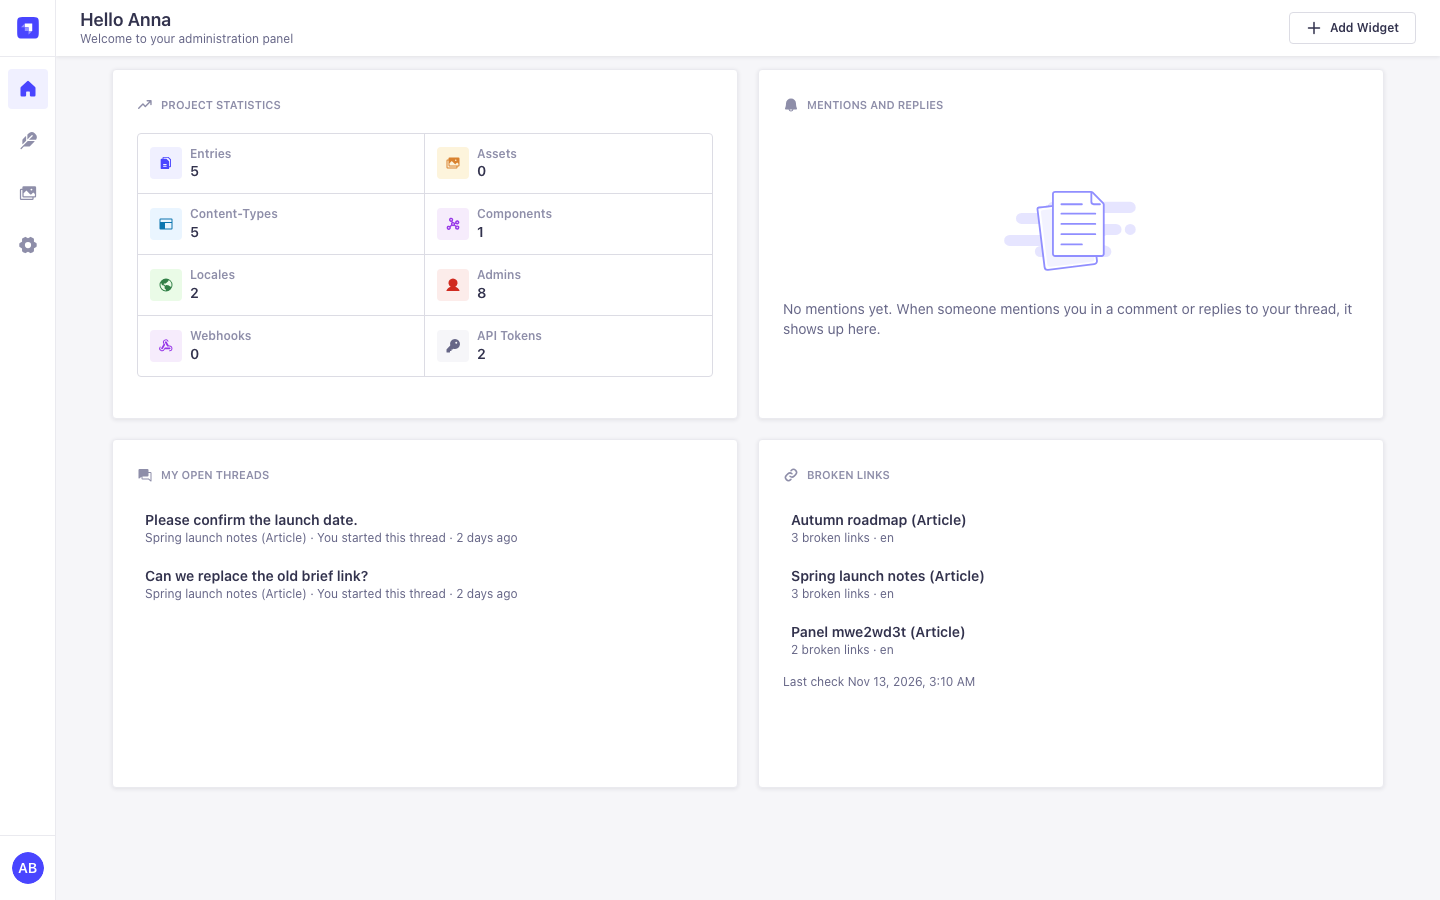 Hello Anna
Welcome to your administration panel
Add Widget
PROJECT STATISTICS
Entries
5
Assets
0
Content-Types
5
Components
1
Locales
2
Admins
8
Webhooks
0
API Tokens
2
MENTIONS AND REPLIES
No mentions yet. When someone mentions you in a comment or replies to your thread, it
shows up here.
MY OPEN THREADS
Please confirm the launch date.
Spring launch notes (Article) · You started this thread · 2 days ago
Can we replace the old brief link?
Spring launch notes (Article) · You started this thread · 2 days ago
BROKEN LINKS
Autumn roadmap (Article)
3 broken links · en
Spring launch notes (Article)
3 broken links · en
Panel mwe2wd3t (Article)
2 broken links · en
Last check Nov 13, 2026, 3:10 AM
AB